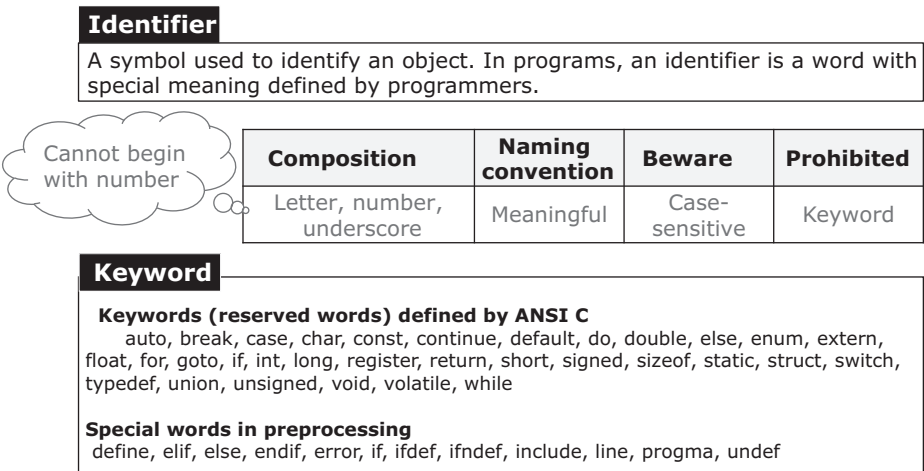 Identifier
A symbol used to identify an object. In programs, an identifier is a word with
special meaning defined by programmers.
Cannot begin
with number
Composition
Naming
convention
Beware
Prohibited
Letter, number,
underscore
Meaningful
Case-
sensitive
Keyword
Keyword
Keywords (reserved words) defined by ANSI C
auto, break, case, char, const, continue, default, do, double, else, enum, extern,
float, for, goto, if, int, long, register, return, short, signed, sizeof, static, struct, switch,
typedef, union, unsigned, void, volatile, while
Special words in preprocessing
define, elif, else, endif, error, if, ifdef, ifndef, include, line, progma, undef